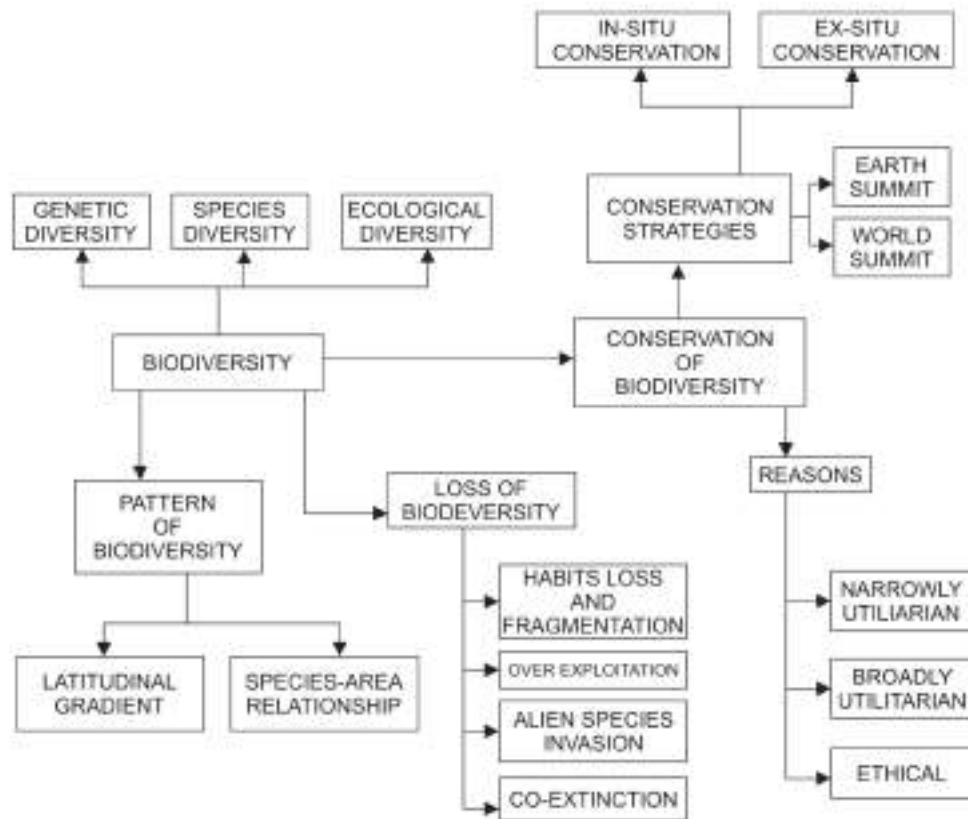 IN-SITU
CONSERVATION
EX-SITU
CONSERVATION
EARTH
SUMMIT
CONSERVATION
STRATEGIES
WORLD
SUMMIT
GENETIC
DIVERSITY
SPECIES
DIVERSITY
ECOLOGICAL
DIVERSITY
BIODIVERSITY
CONSERVATION
OF
BIODIVERSITY
REASONS
PATTERN
OF
BIODIVERSITY
LOSS OF
BIODEVERSITY
HABITS LOSS
AND
FRAGMENTATION
OVER EXPLOITATION
ALIEN SPECIES
INVASION
CO-EXTINCTION
LATITUDINAL
GRADIENT
SPECIES-AREA
RELATIONSHIP
NARROWLY
UTILIARIAN
BROADLY
UTILITARIAN
ETHICAL